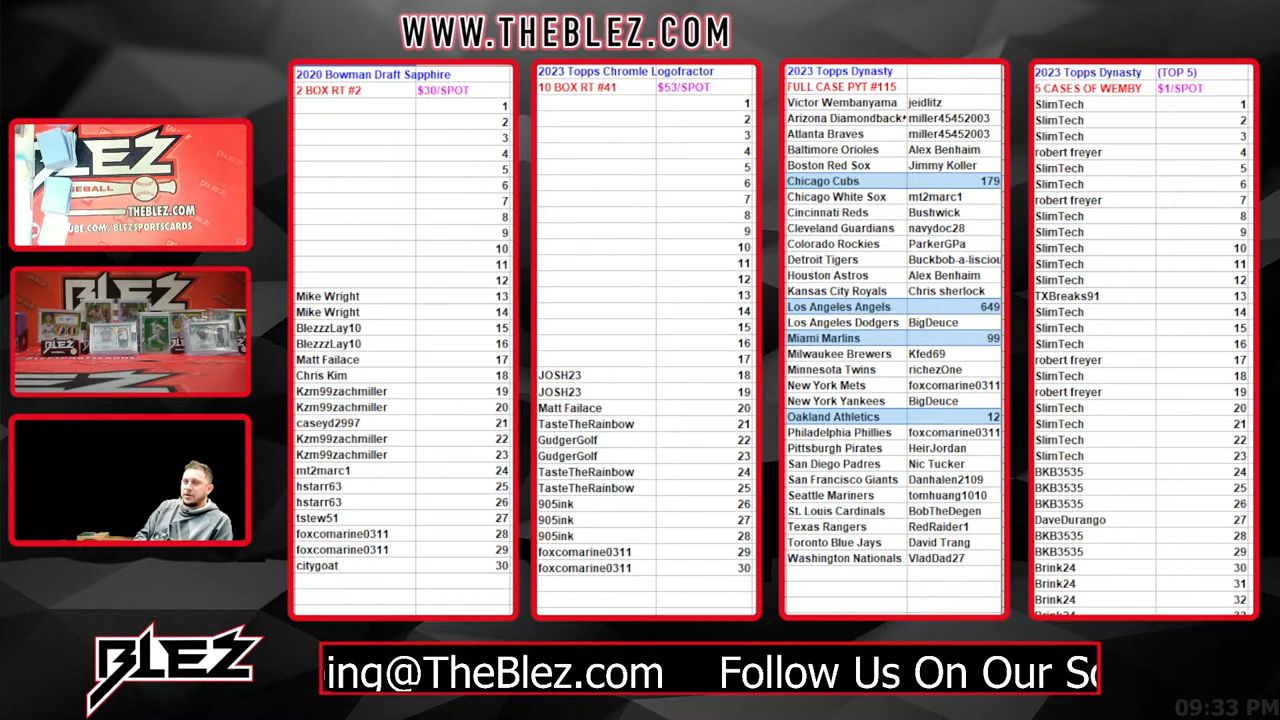 WWW.THEBLEZ.COM
2020 Bowman Draft Sapphire
2 BOX RT #2 $30/SPOT
1
2
3
4
5
6
7
8
9
10
11
12
Mike Wright 13
Mike Wright 14
BlezzzLay10 15
BlezzzLay10 16
Matt Failace 17
Chris Kim 18
Kzm99zachmiller 19
Kzm99zachmiller 20
caseyd2997 21
Kzm99zachmiller 22
Kzm99zachmiller 23
mt2marc1 24
hstarr63 25
hstarr63 26
tstew51 27
foxcomarine0311 28
foxcomarine0311 29
citygoat 30
2023 Topps Chromle Logofractor
10 BOX RT #41 $53/SPOT
1
2
3
4
5
6
7
8
9
10
11
12
13
14
15
16
17
JOSH23 18
JOSH23 19
Matt Failace 20
TasteTheRainbow 21
GudgerGolf 22
GudgerGolf 23
TasteTheRainbow 24
TasteTheRainbow 25
905ink 26
905ink 27
905ink 28
foxcomarine0311 29
foxcomarine0311 30
2023 Topps Dynasty
FULL CASE PYT #115
Victor Wembanyama jeidlitz
Arizona Diamondback miller45452003
Atlanta Braves miller45452003
Baltimore Orioles Alex Benhaim
Boston Red Sox Jimmy Koller
Chicago Cubs 179
Chicago White Sox mt2marc1
Cincinnati Reds Bushwick
Cleveland Guardians navydoc28
Colorado Rockies ParkerGPa
Detroit Tigers Buckbob-a-lisciou
Houston Astros Alex Benhaim
Kansas City Royals Chris sherlock
Los Angeles Angels 649
Los Angeles Dodgers BigDeuce
Miami Marlins 99
Milwaukee Brewers Kfed69
Minnesota Twins richezOne
New York Mets foxcomarine0311
New York Yankees BigDeuce
Oakland Athletics 12
Philadelphia Phillies foxcomarine0311
Pittsburgh Pirates HeirJordan
San Diego Padres Nic Tucker
San Francisco Giants Danhalen2109
Seattle Mariners tomhuang1010
St. Louis Cardinals BobTheDegen
Texas Rangers RedRaider1
Toronto Blue Jays David Trang
Washington Nationals VladDad27
2023 Topps Dynasty (TOP 5)
5 CASES OF WEMBY $1/SPOT
SlimTech 1
SlimTech 2
SlimTech 3
robert freyer 4
SlimTech 5
SlimTech 6
robert freyer 7
SlimTech 8
SlimTech 9
SlimTech 10
SlimTech 11
SlimTech 12
TXBreaks91 13
SlimTech 14
SlimTech 15
SlimTech 16
robert freyer 17
SlimTech 18
robert freyer 19
SlimTech 20
SlimTech 21
SlimTech 22
SlimTech 23
BKB3535 24
BKB3535 25
BKB3535 26
DaveDurango 27
BKB3535 28
BKB3535 29
Brink24 30
Brink24 31
Brink24 32
Brink24 33
BLEZ
SEBALL
THEBLEZ.COM
UBE.COM/BLEZSPORTSCARDS
BLEZ
BLEZ
ing@TheBlez.com Follow Us On Our So
09:33 PM